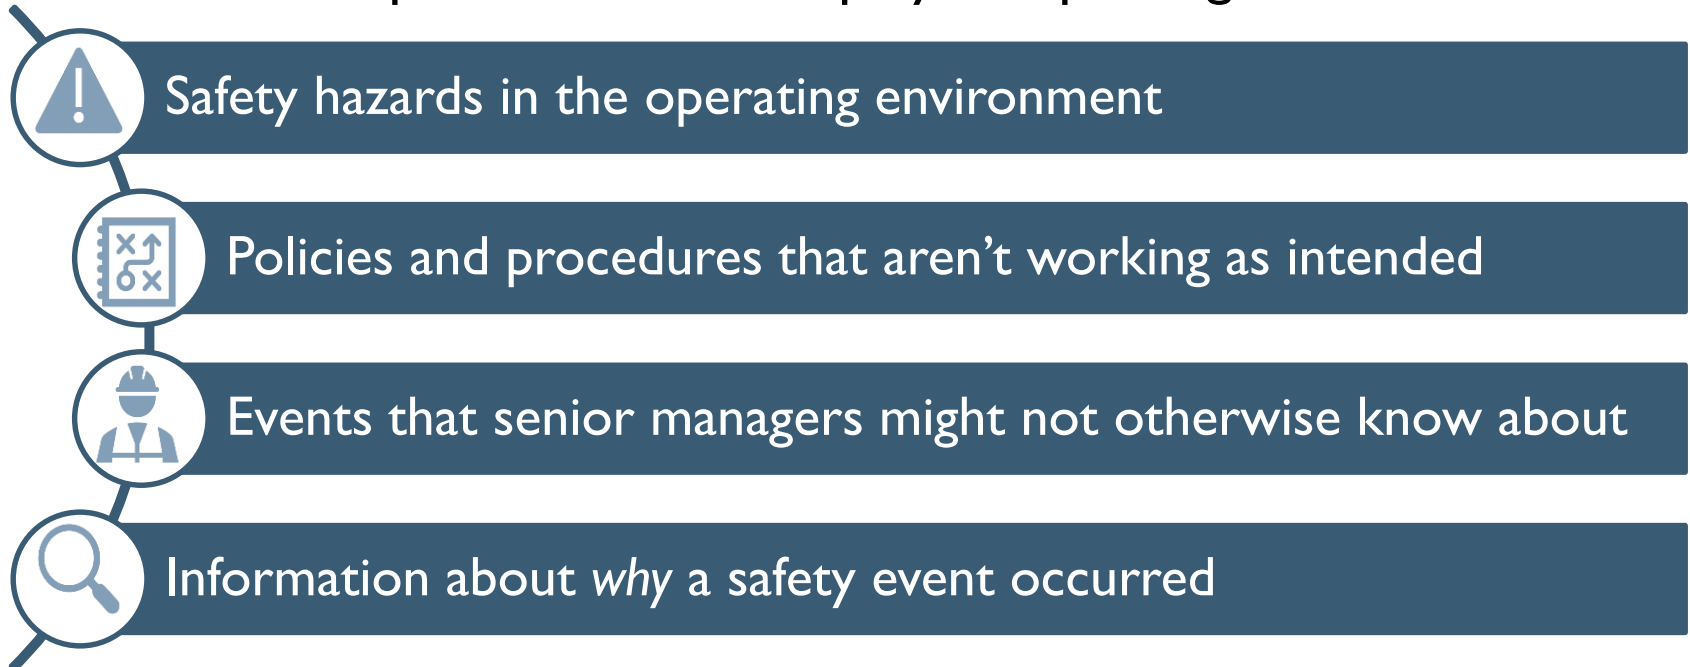 Safety hazards in the operating environment
Policies and procedures that aren’t working as intended
Events that senior managers might not otherwise know about
Information about why a safety event occurred